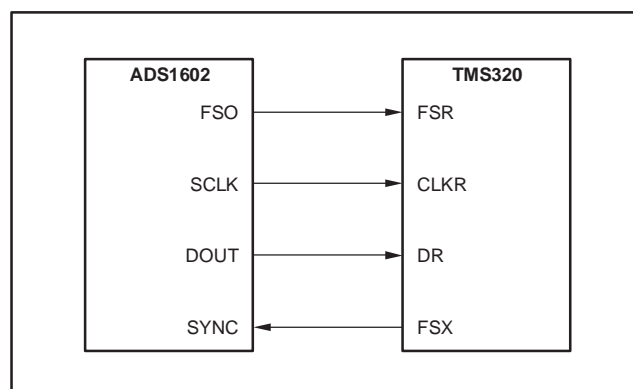 ADS1602 TMS320
FSO FSR
SCLK CLKR
DOUT DR
SYNC FSX